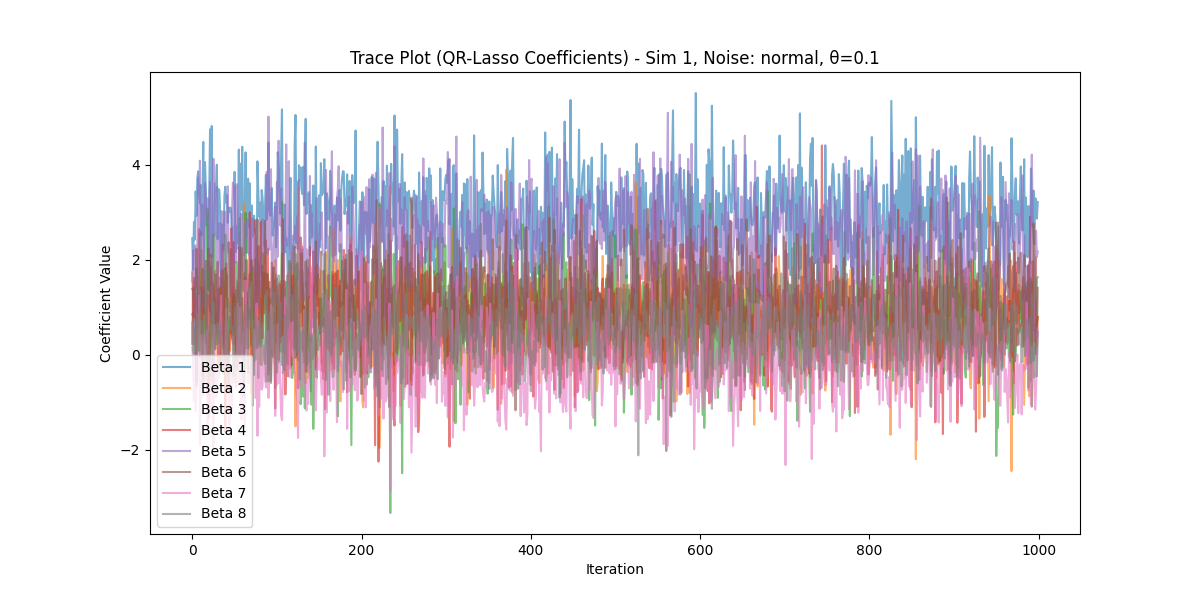 Trace Plot (QR-Lasso Coefficients) - Sim 1, Noise: normal, θ=0.1
Coefficient Value
4
2
0
−2
Beta 1
Beta 2
Beta 3
Beta 4
Beta 5
Beta 6
Beta 7
Beta 8
0 200 400 600 800 1000
Iteration